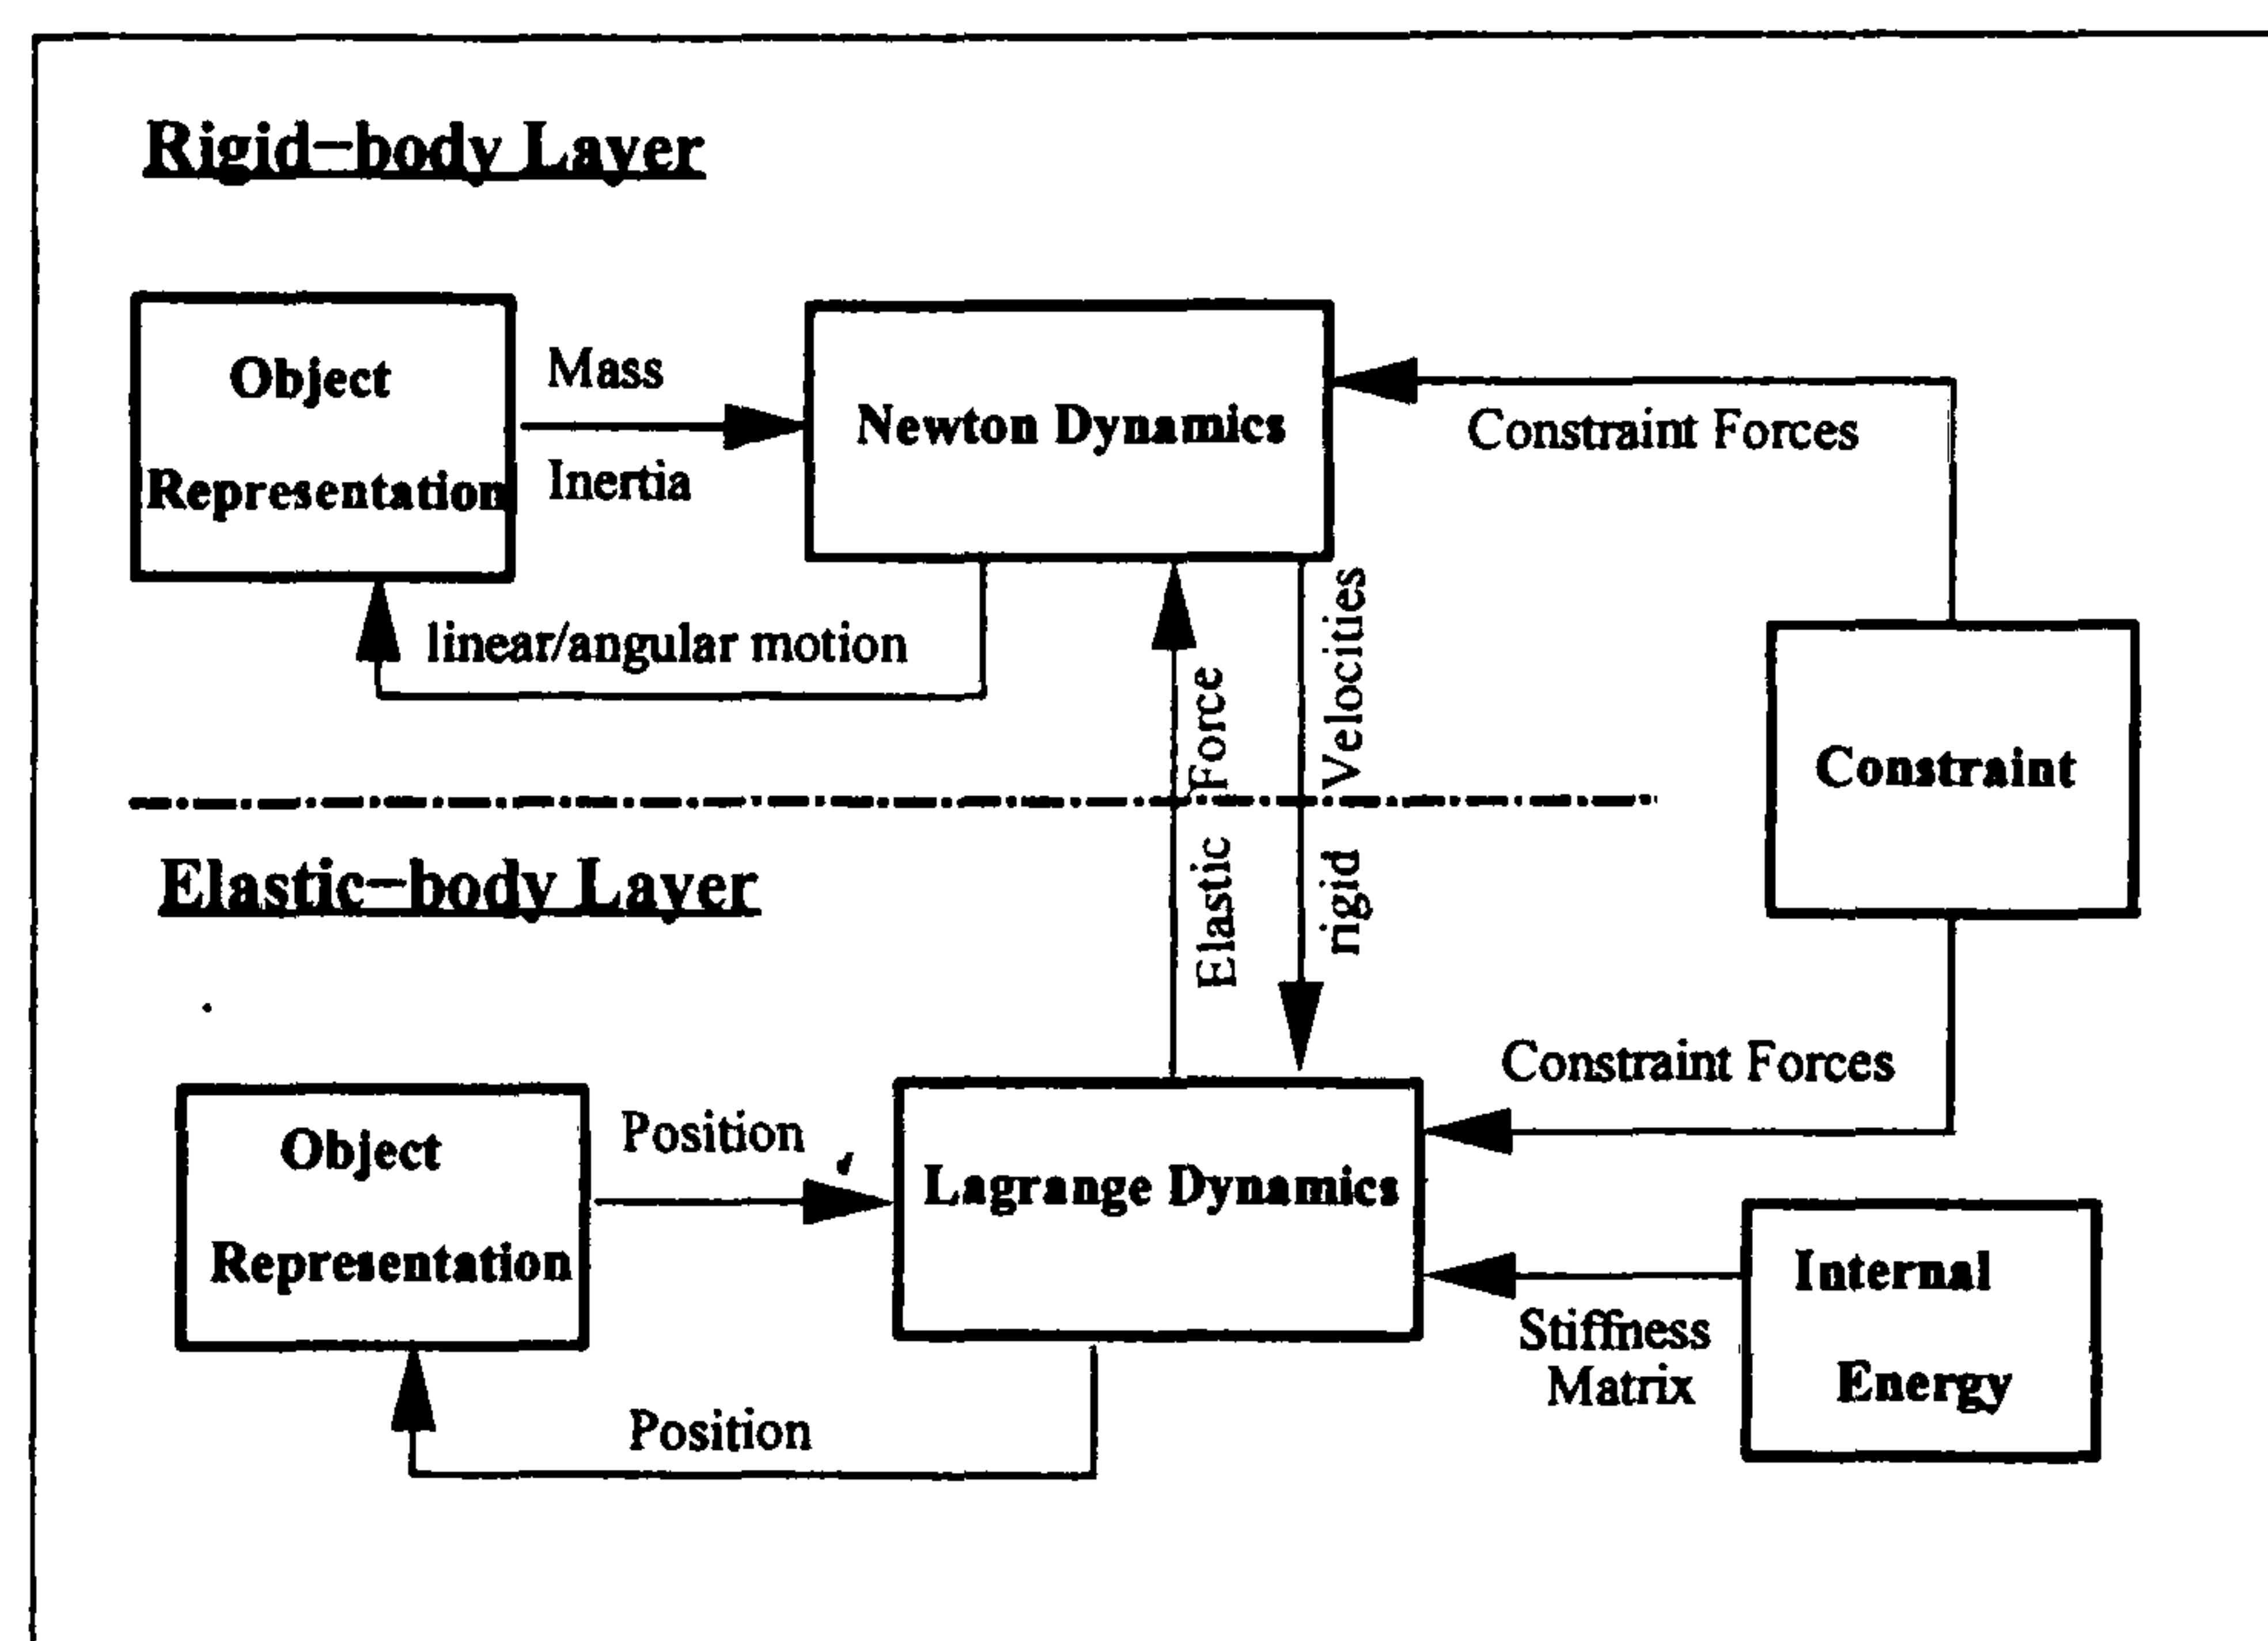 Rigid-body Layer
Object
Representation
Mass
Inertia
Newton Dynamics
Constraint Forces
linear/angular motion
Elastic Force
rigid Velocities
Constraint
Elastic-body Layer
Constraint Forces
Object
Representation
Position
Lagrange Dynamics
Stiffness
Matrix
Internal
Energy
Position